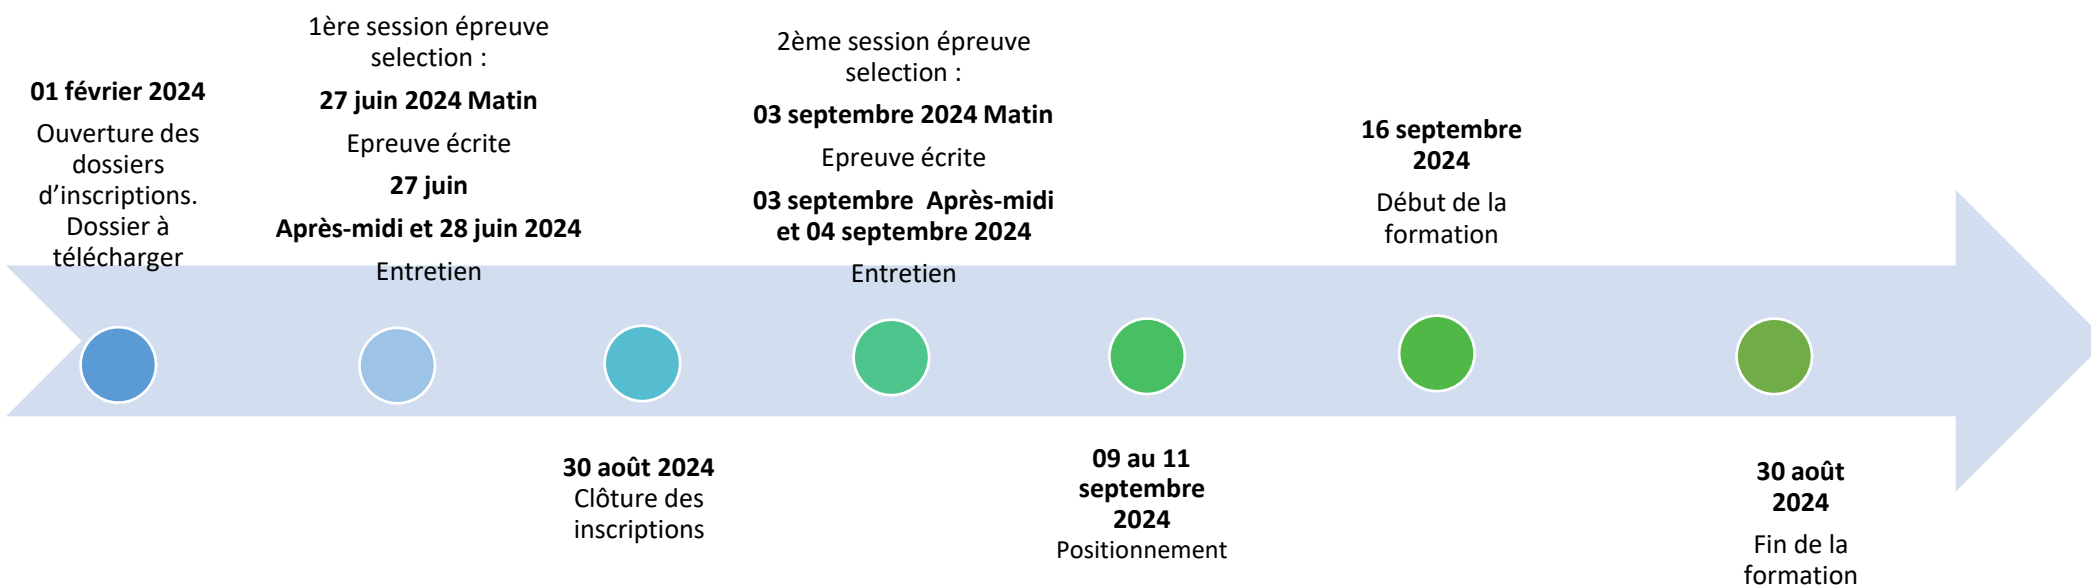 01 février 2024
Ouverture des
dossiers
d’inscriptions.
Dossier à
télécharger
1ère session épreuve
selection :
27 juin 2024 Matin
Epreuve écrite
27 juin
Après-midi et 28 juin 2024
Entretien
30 août 2024
Clôture des
inscriptions
2ème session épreuve
selection :
03 septembre 2024 Matin
Epreuve écrite
03 septembre  Après-midi
et 04 septembre 2024
Entretien
09 au 11
septembre
2024
Positionnement
16 septembre
2024
Début de la
formation
30 août
2024
Fin de la
formation